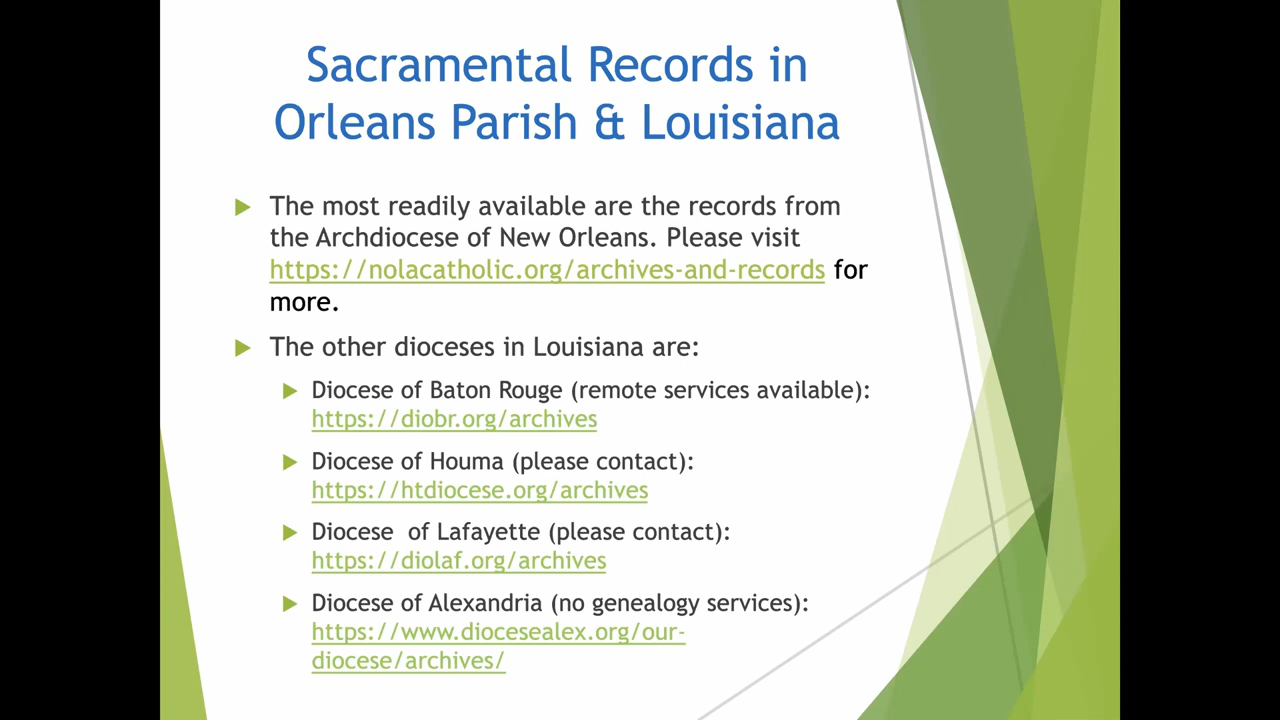 Sacramental Records in
Orleans Parish & Louisiana
The most readily available are the records from
the Archdiocese of New Orleans. Please visit
https://nolacatholic.org/archives-and-records for
more.
The other dioceses in Louisiana are:
Diocese of Baton Rouge (remote services available):
https://diobr.org/archives
Diocese of Houma (please contact):
https://htdiocese.org/archives
Diocese  of Lafayette (please contact):
https://diolaf.org/archives
Diocese of Alexandria (no genealogy services):
https://www.diocesealex.org/our-
diocese/archives/